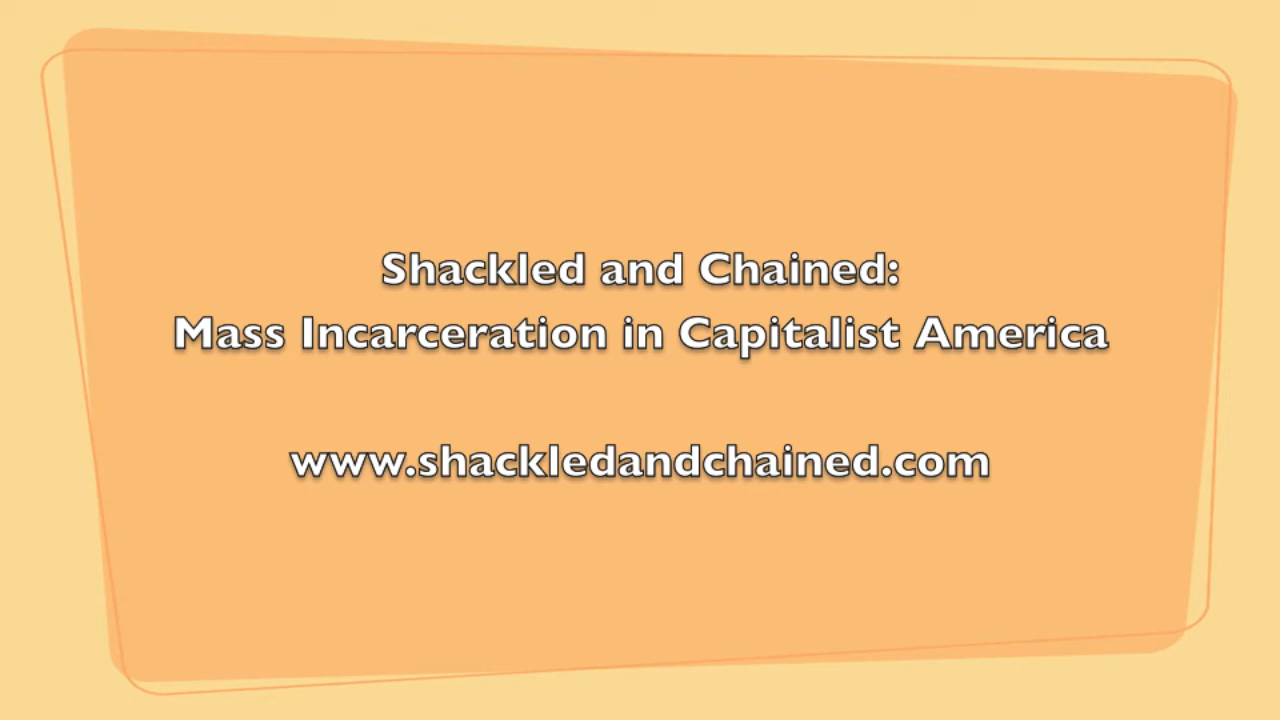 Shackled and Chained:
Mass Incarceration in Capitalist America
www.shackledandchained.com